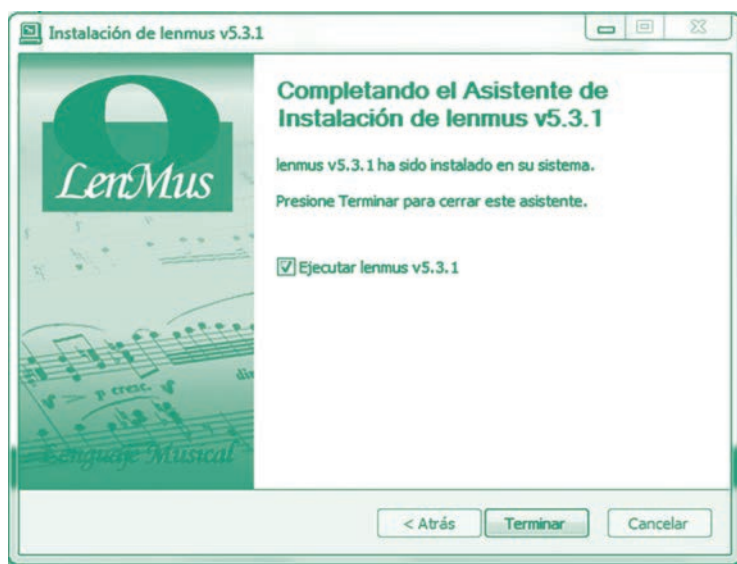 Instalación de lenmus v5.3.1
LenMus
Completando el Asistente de
Instalación de lenmus v5.3.1
lenmus v5.3.1 ha sido instalado en su sistema.
Presione Terminar para cerrar este asistente.
Ejecutar lenmus v5.3.1
p cresc.
Lenguaje Musical
< Atrás
Terminar
Cancelar